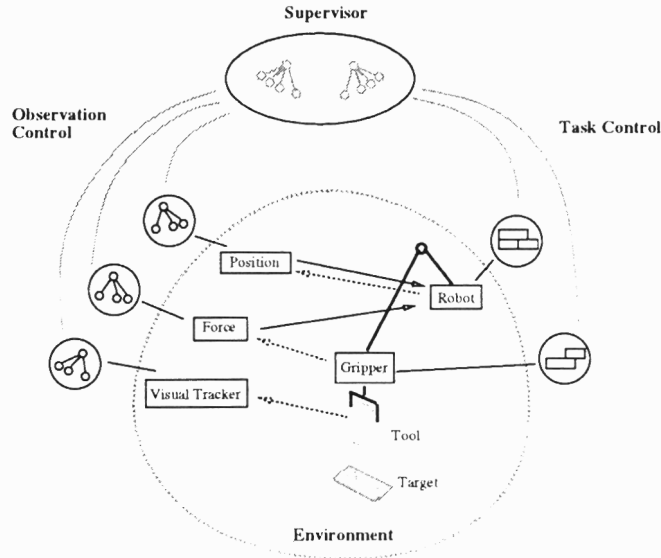 Supervisor
Observation
Control
Task Control
Position
Robot
Force
Gripper
Visual Tracker
Tool
Target
Environment